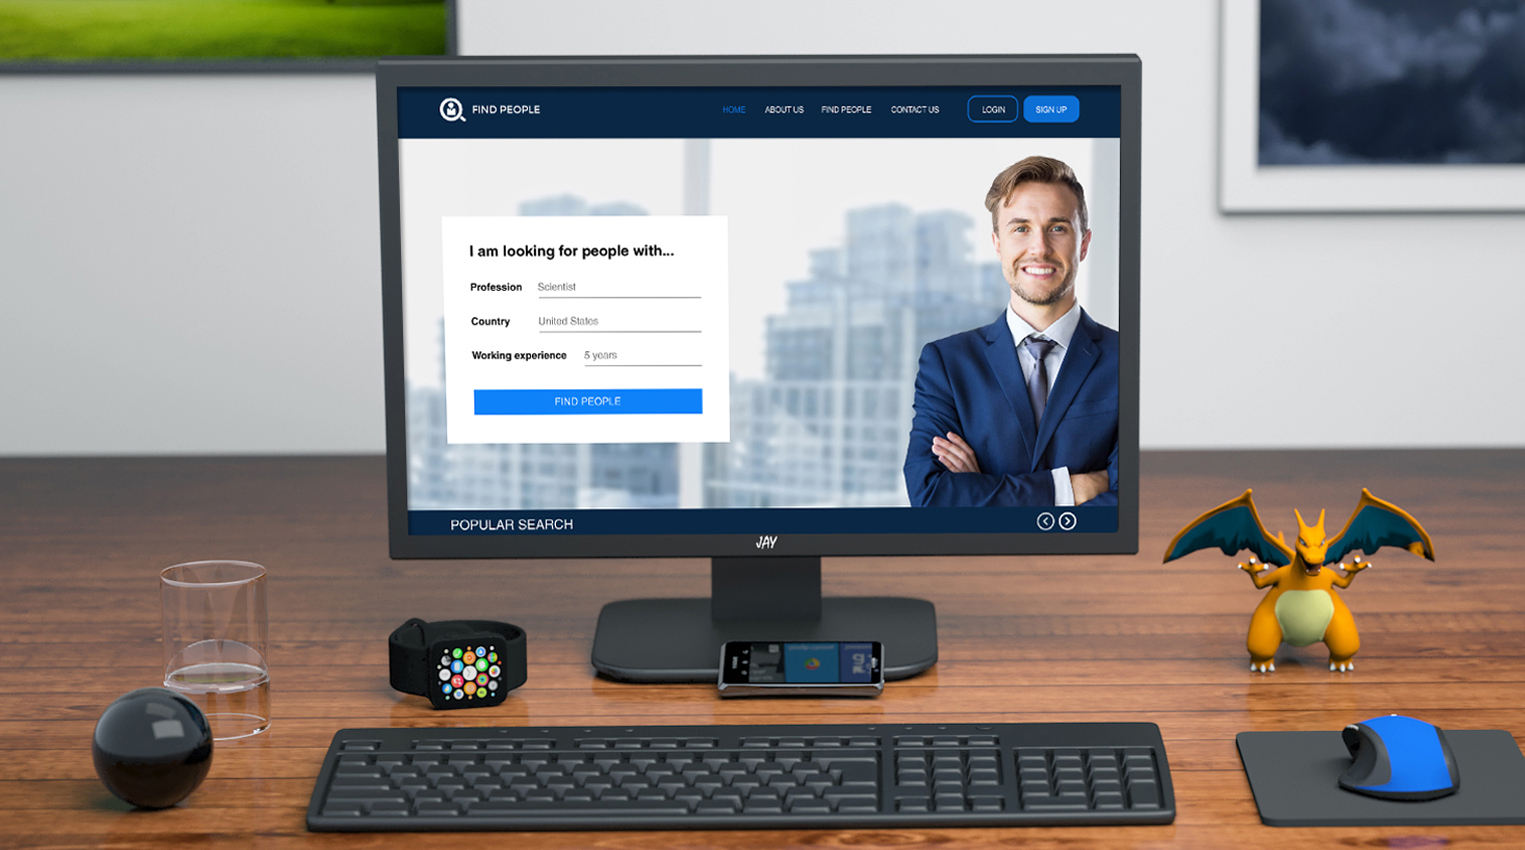 FIND PEOPLE
HOME ABOUT US FIND PEOPLE CONTACT US LOGIN SIGN UP
I am looking for people with...
Profession Scientist
Country United States
Working experience 5 years
FIND PEOPLE
POPULAR SEARCH
JAY